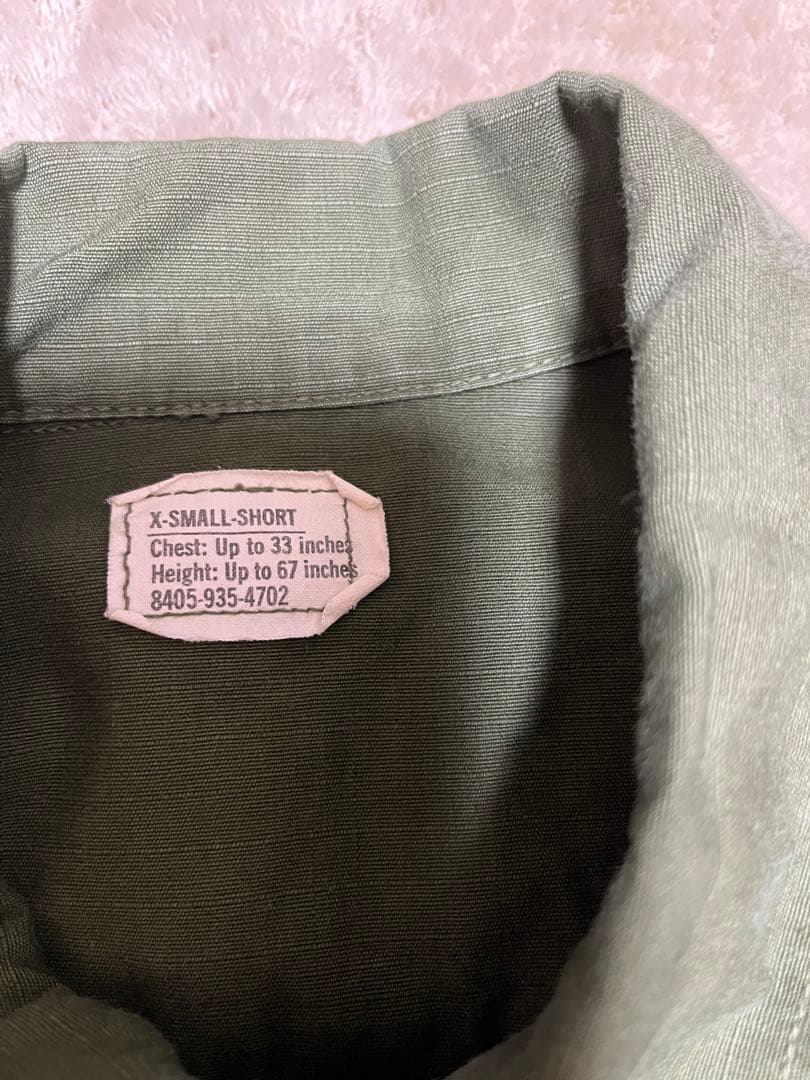 X-SMALL-SHORT
Chest: Up to 33 inches
Height: Up to 67 inches
8405-935-4702